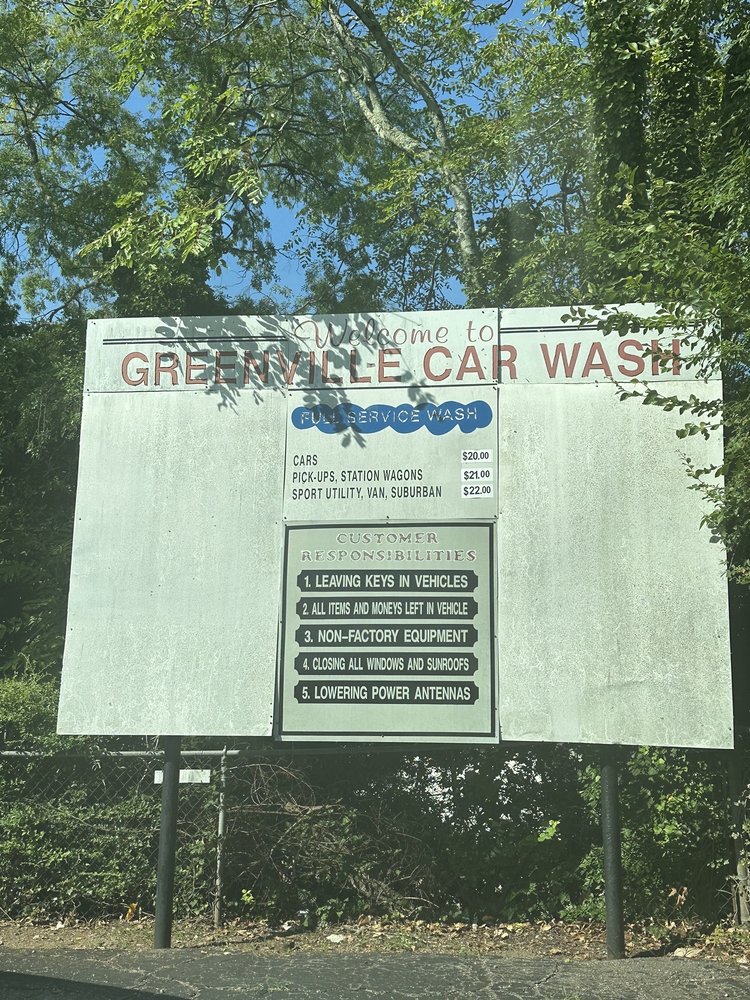 Welcome to
GREENVILLE CAR WASH
FULL SERVICE WASH
CARS $20.00
PICK-UPS, STATION WAGONS $21.00
SPORT UTILITY, VAN, SUBURBAN $22.00
CUSTOMER
RESPONSIBILITIES
1. LEAVING KEYS IN VEHICLES
2. ALL ITEMS AND MONEYS LEFT IN VEHICLE
3. NON-FACTORY EQUIPMENT
4. CLOSING ALL WINDOWS AND SUNROOFS
5. LOWERING POWER ANTENNAS